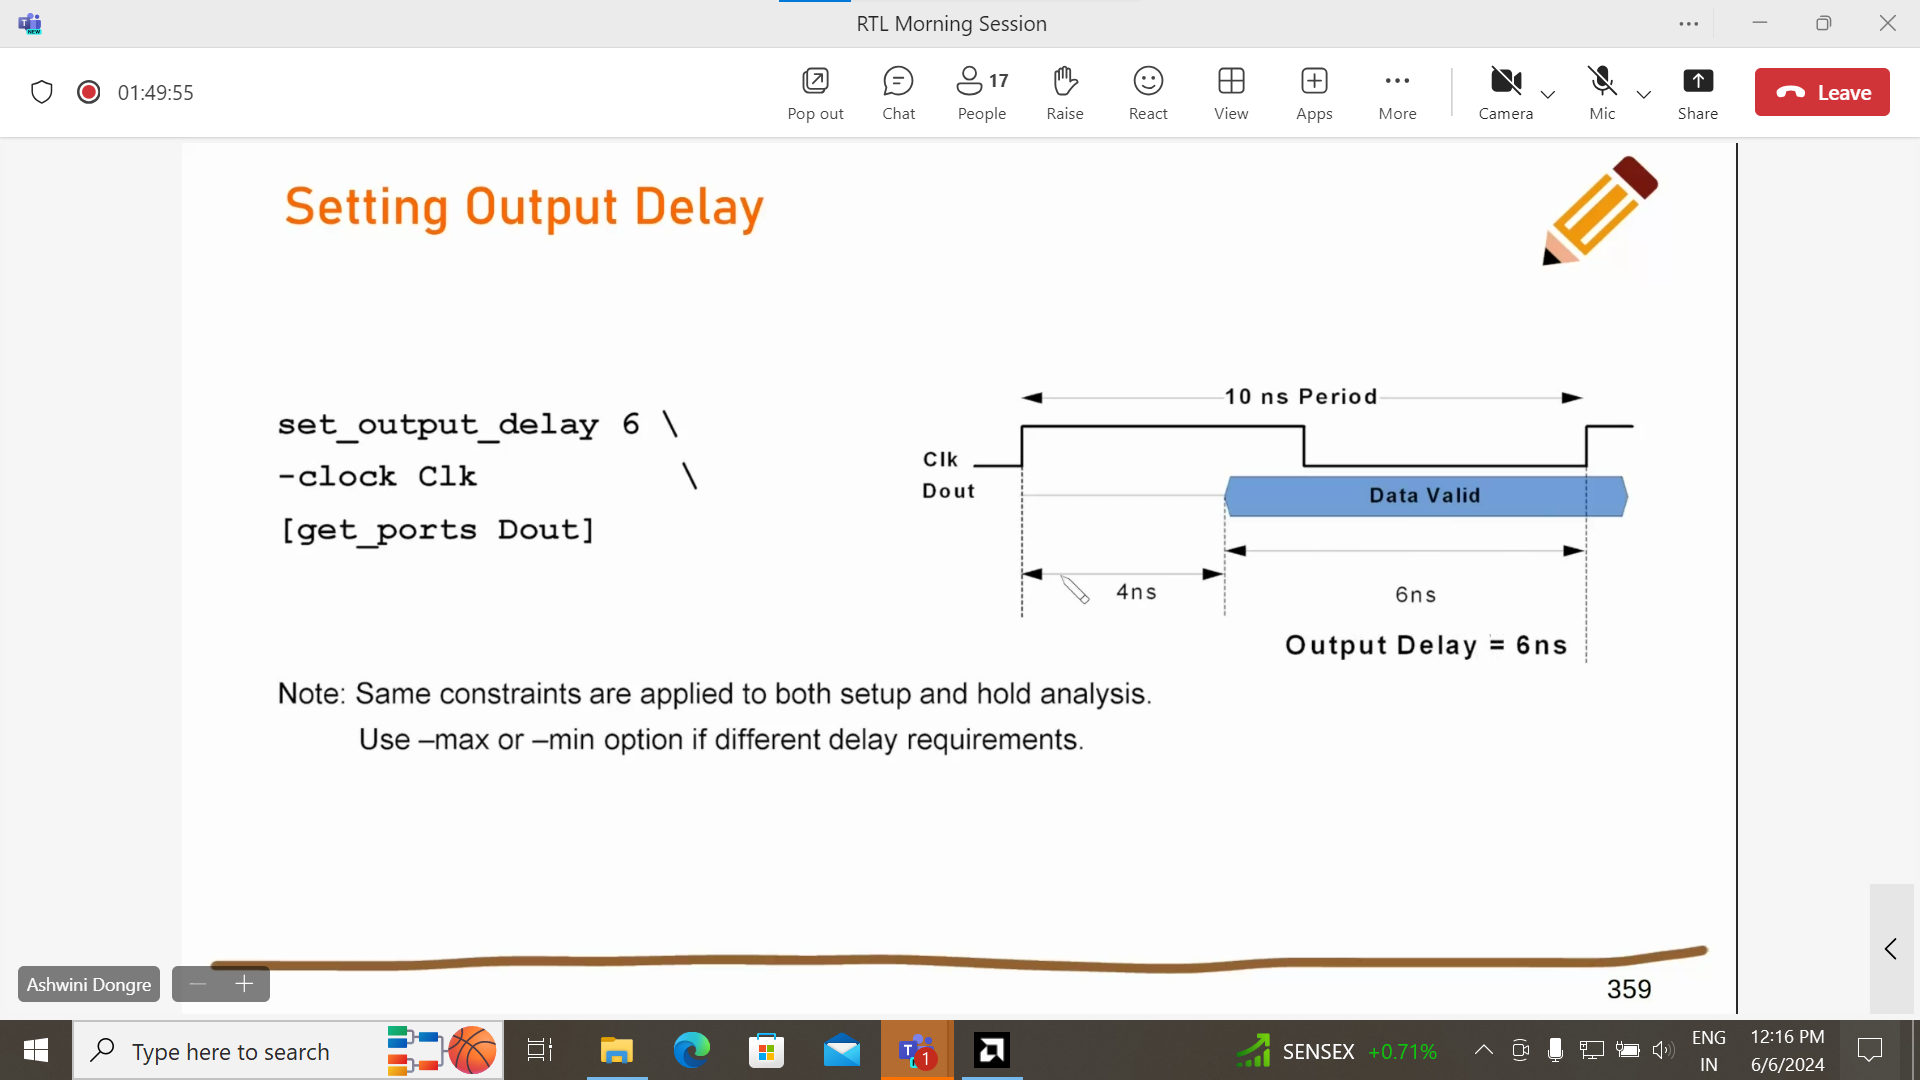 RTL Morning Session
01:49:55
Pop out
Chat
17
People
Raise
React
View
Apps
More
Camera
Mic
Share
Leave
Setting Output Delay
set_output_delay 6 \
-clock Clk \
[get_ports Dout]
10 ns Period
Clk
Dout
Data Valid
4ns
6ns
Output Delay = 6ns
Note: Same constraints are applied to both setup and hold analysis.
Use –max or –min option if different delay requirements.
Ashwini Dongre
359
Type here to search
1
SENSEX +0.71%
ENG
IN
12:16 PM
6/6/2024